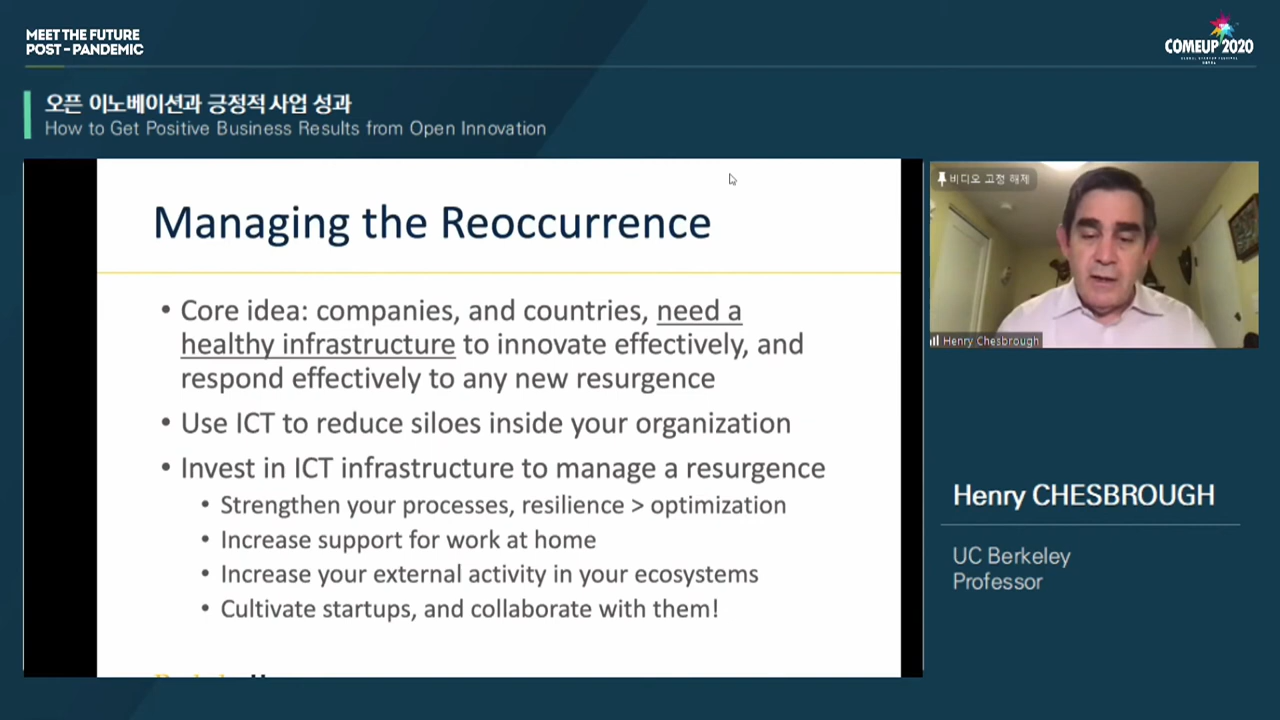 MEET THE FUTURE
POST – PANDEMIC
COMEUP 2020
오픈 이노베이션과 긍정적 사업 성과
How to Get Positive Business Results from Open Innovation
Managing the Reoccurrence
• Core idea: companies, and countries, need a
healthy infrastructure to innovate effectively, and
respond effectively to any new resurgence
• Use ICT to reduce siloes inside your organization
• Invest in ICT infrastructure to manage a resurgence
• Strengthen your processes, resilience > optimization
• Increase support for work at home
• Increase your external activity in your ecosystems
• Cultivate startups, and collaborate with them!
비디오 고정 해제
Henry Chesbrough
Henry CHESBROUGH
UC Berkeley
Professor